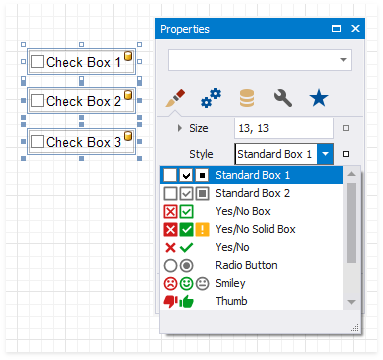 Check Box 1
Check Box 2
Check Box 3
Properties
Size 13, 13
Style Standard Box 1
Standard Box 1
Standard Box 2
Yes/No Box
Yes/No Solid Box
Yes/No
Radio Button
Smiley
Thumb